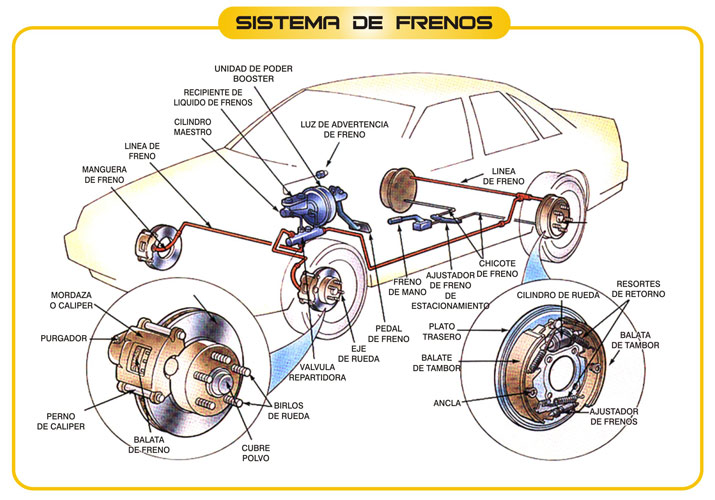 SISTEMA DE FRENOS
UNIDAD DE PODER
BOOSTER
RECIPIENTE DE
LIQUIDO DE FRENOS
CILINDRO
MAESTRO
LUZ DE ADVERTENCIA
DE FRENO
LINEA DE
FRENO
MANGUERA
DE FRENO
LINEA
DE FRENO
CHICOTE
DE FRENO
FRENO
DE MANO
AJUSTADOR
DE FRENO
DE
ESTACIONAMIENTO
PEDAL
DE FRENO
EJE
DE RUEDA
VALVULA
REPARTIDORA
MORDAZA
O CALIPER
PURGADOR
PERNO
DE CALIPER
BALATA
DE FRENO
CUBRE
POLVO
BIRLOS
DE RUEDA
CILINDRO DE RUEDA
RESORTES
DE RETORNO
PLATO
TRASERO
BALATA
DE TAMBOR
BALATE
DE TAMBOR
ANCLA
AJUSTADOR
DE FRENOS